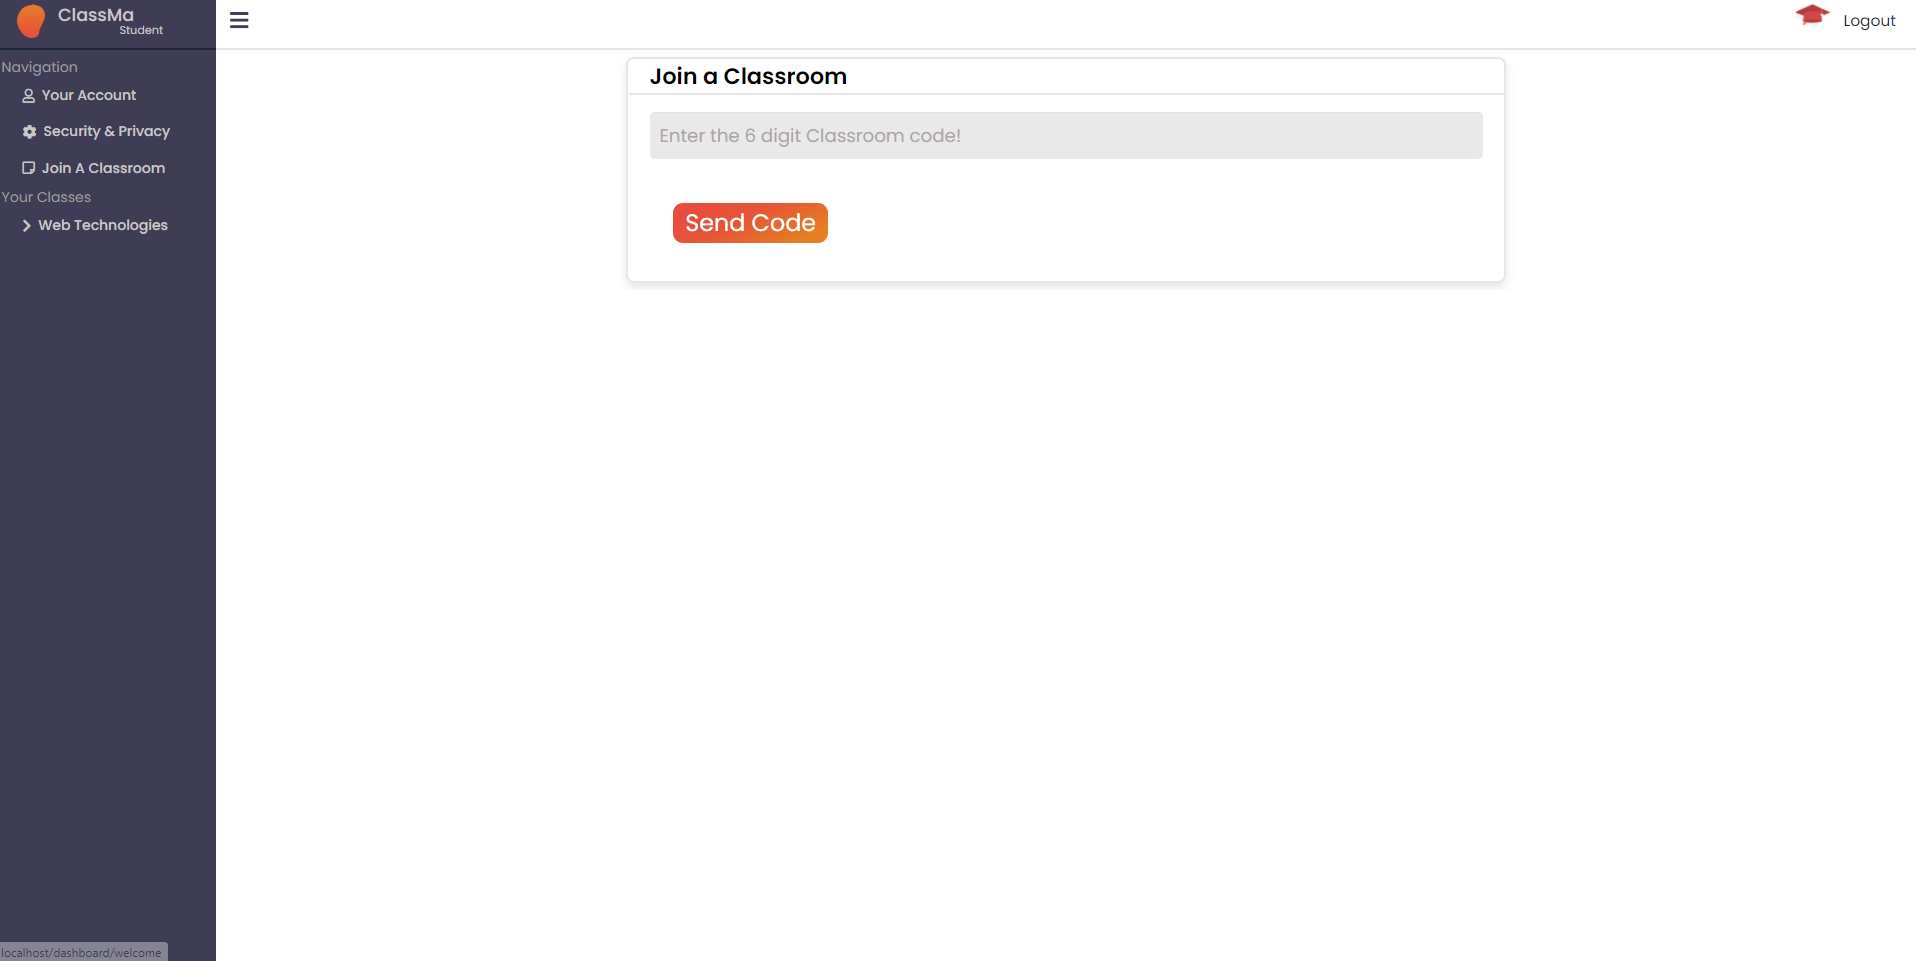 ClassMa
Student
Logout
Navigation
Your Account
Security & Privacy
Join A Classroom
Your Classes
Web Technologies
Join a Classroom
Enter the 6 digit Classroom code!
Send Code
localhost/dashboard/welcome